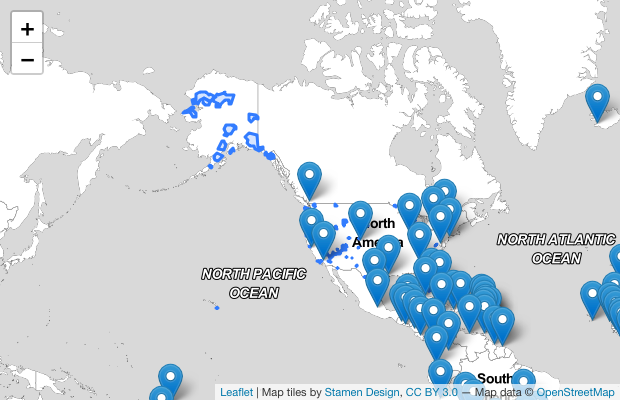 +
−
North
America
NORTH ATLANTIC
OCEAN
NORTH PACIFIC
OCEAN
South
Leaflet | Map tiles by Stamen Design, CC BY 3.0 — Map data © OpenStreetMap